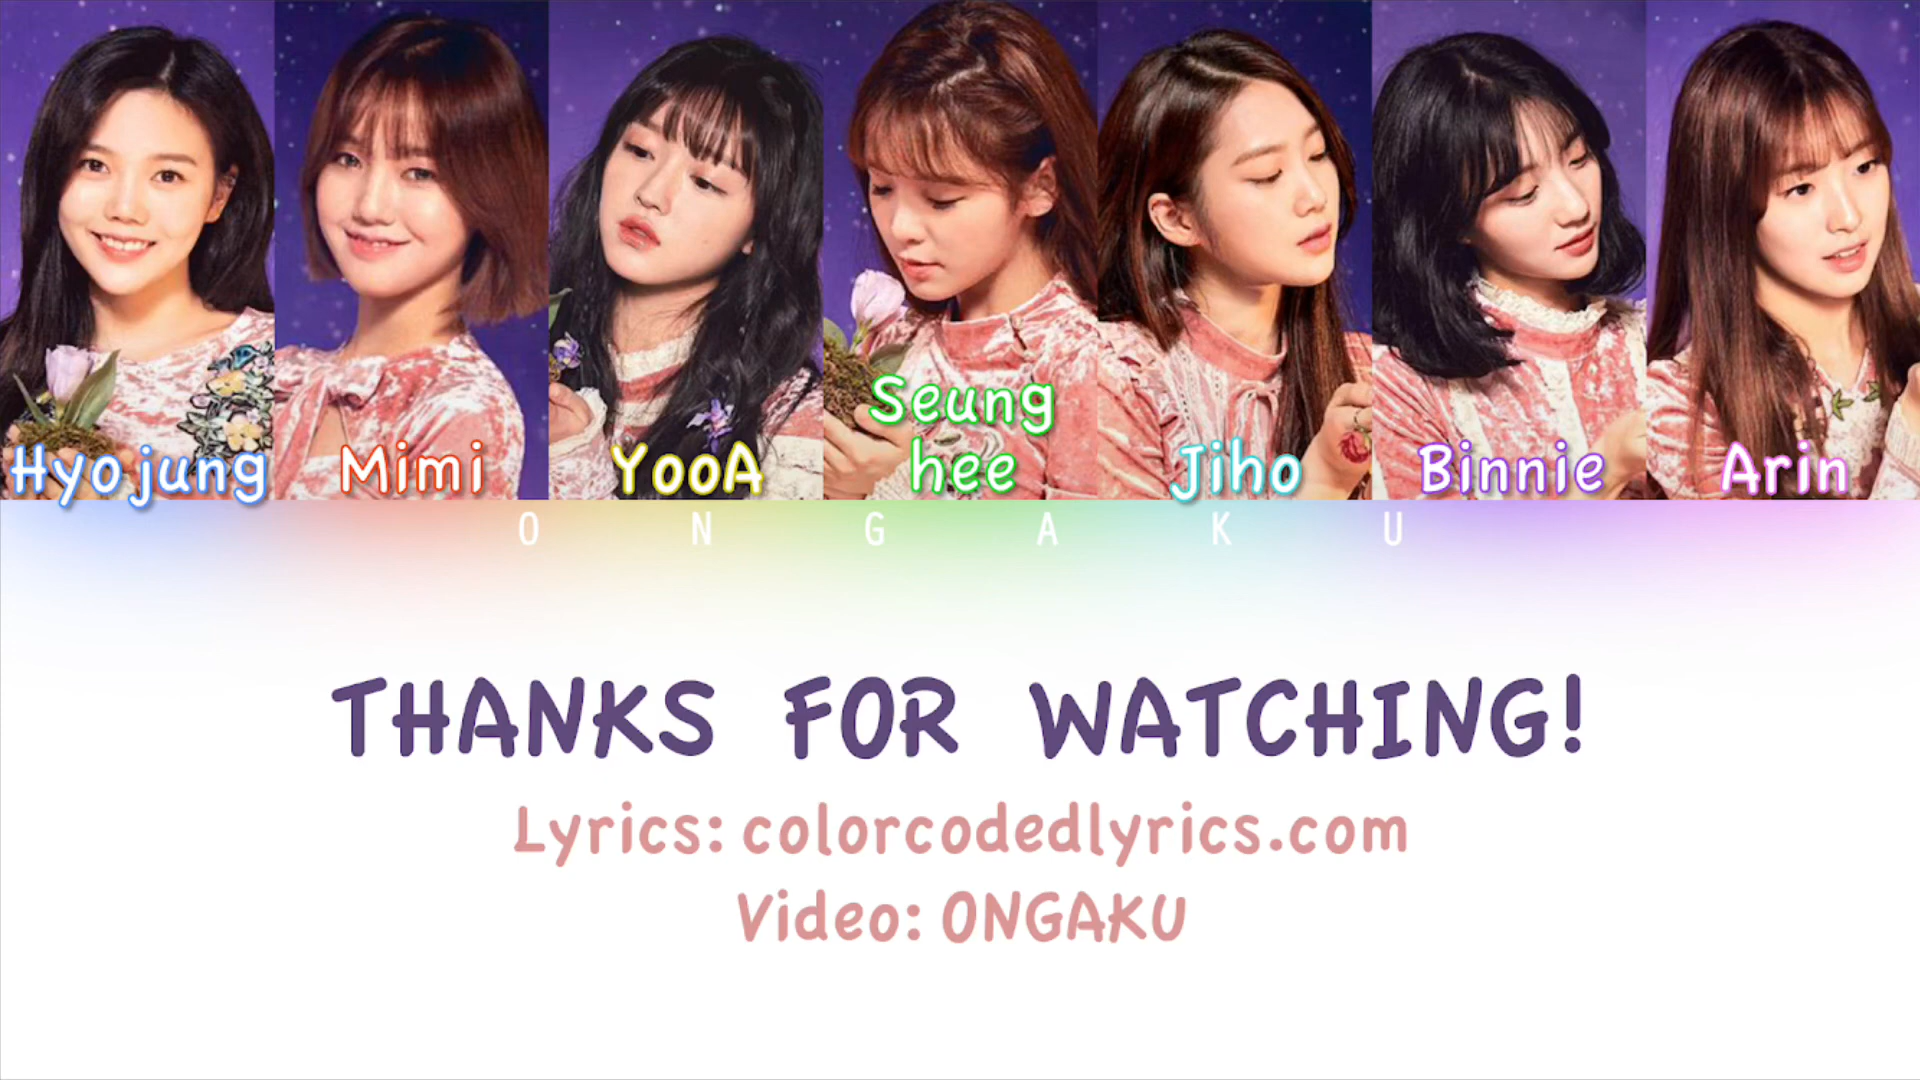 Hyojung
Mimi
YooA
Seung
hee
Jiho
Binnie
Arin
O N G A K U
THANKS FOR WATCHING!
Lyrics: colorcodedlyrics.com
Video: ONGAKU